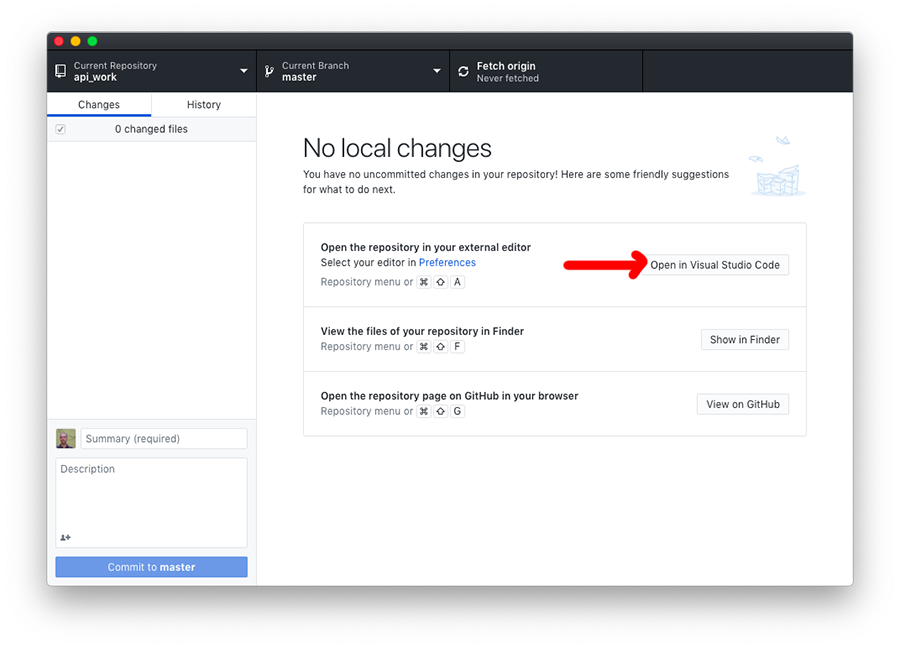 Current Repository
api_work
Current Branch
master
Fetch origin
Never fetched
Changes
History
0 changed files
No local changes
You have no uncommitted changes in your repository! Here are some friendly suggestions
for what to do next.
Open the repository in your external editor
Select your editor in Preferences
Repository menu or ⌘ ⇧ A
Open in Visual Studio Code
View the files of your repository in Finder
Repository menu or ⌘ ⇧ F
Show in Finder
Open the repository page on GitHub in your browser
Repository menu or ⌘ ⇧ G
View on GitHub
Summary (required)
Description
Commit to master